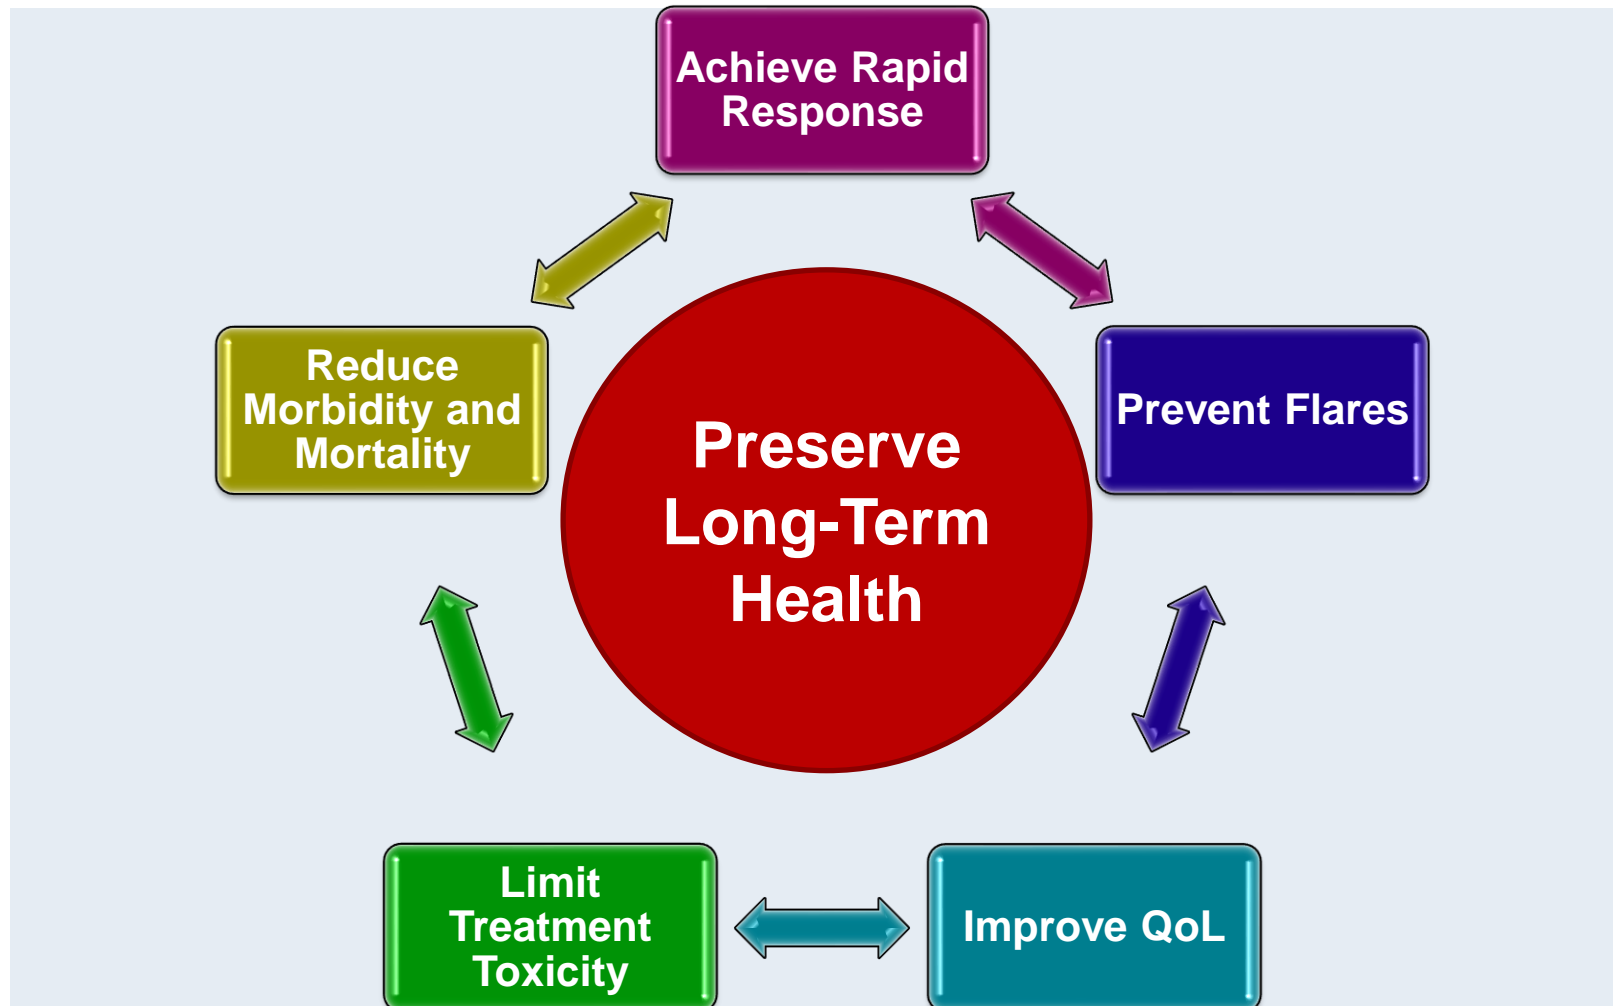 Achieve Rapid
Response
Reduce
Morbidity and
Mortality
Prevent Flares
Preserve
Long-Term
Health
Limit
Treatment
Toxicity
Improve QoL